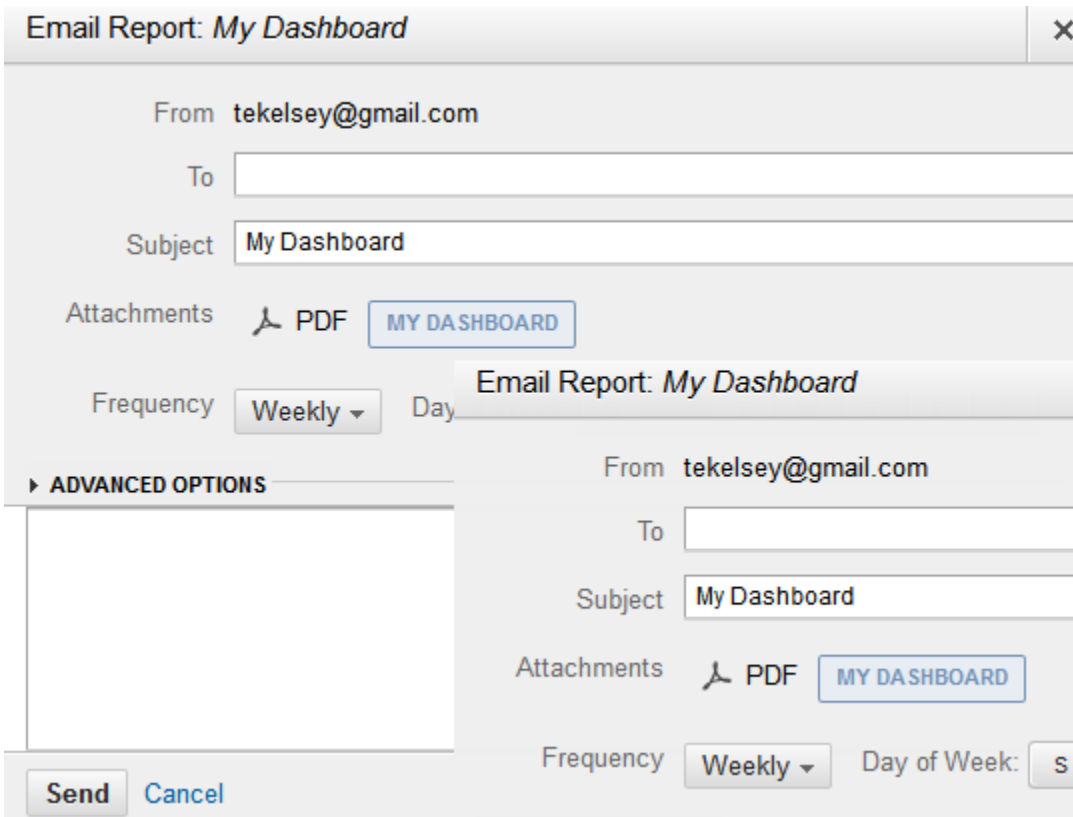 Email Report: My Dashboard
From tekelsey@gmail.com
To
Subject My Dashboard
Attachments PDF MY DASHBOARD
Frequency Weekly Day
ADVANCED OPTIONS
Send Cancel
Email Report: My Dashboard
From tekelsey@gmail.com
To
Subject My Dashboard
Attachments PDF MY DASHBOARD
Frequency Weekly Day of Week: S